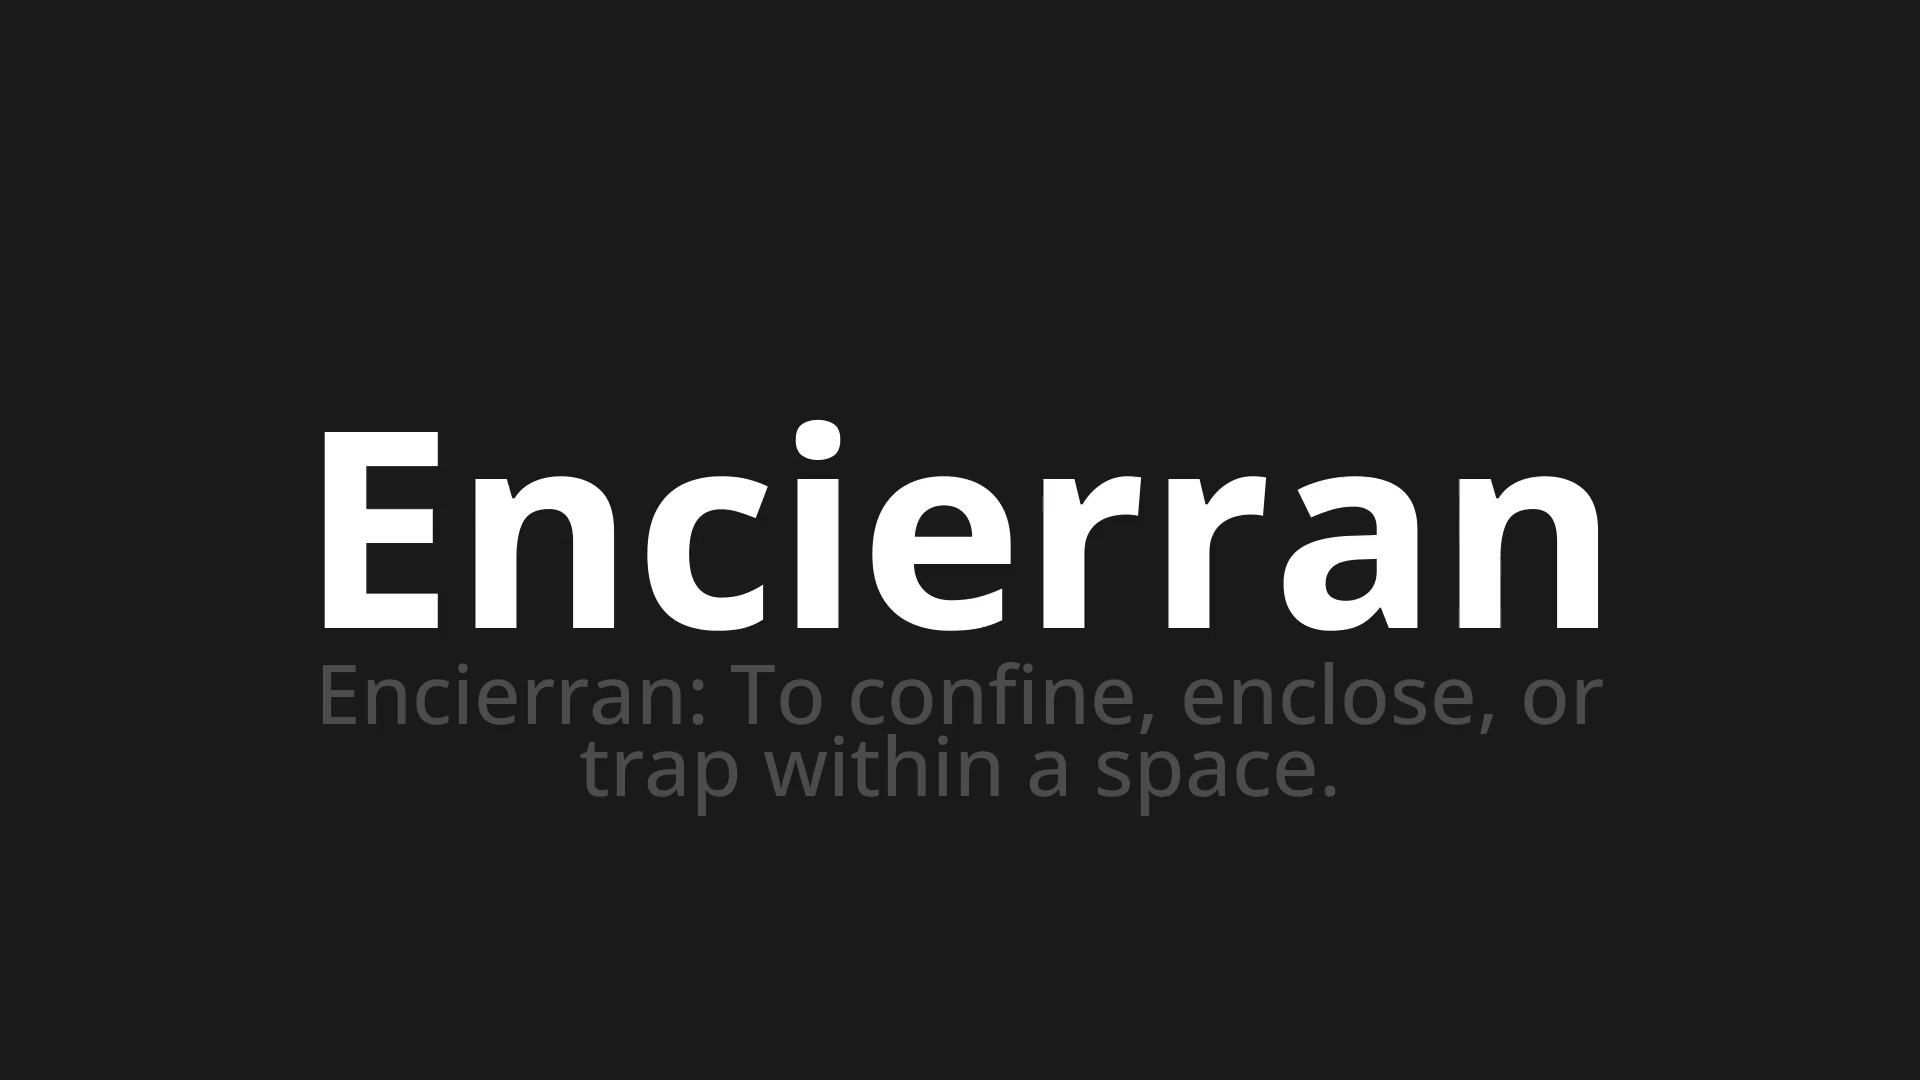 Encierran
Encierran: To confine, enclose, or
trap within a space.